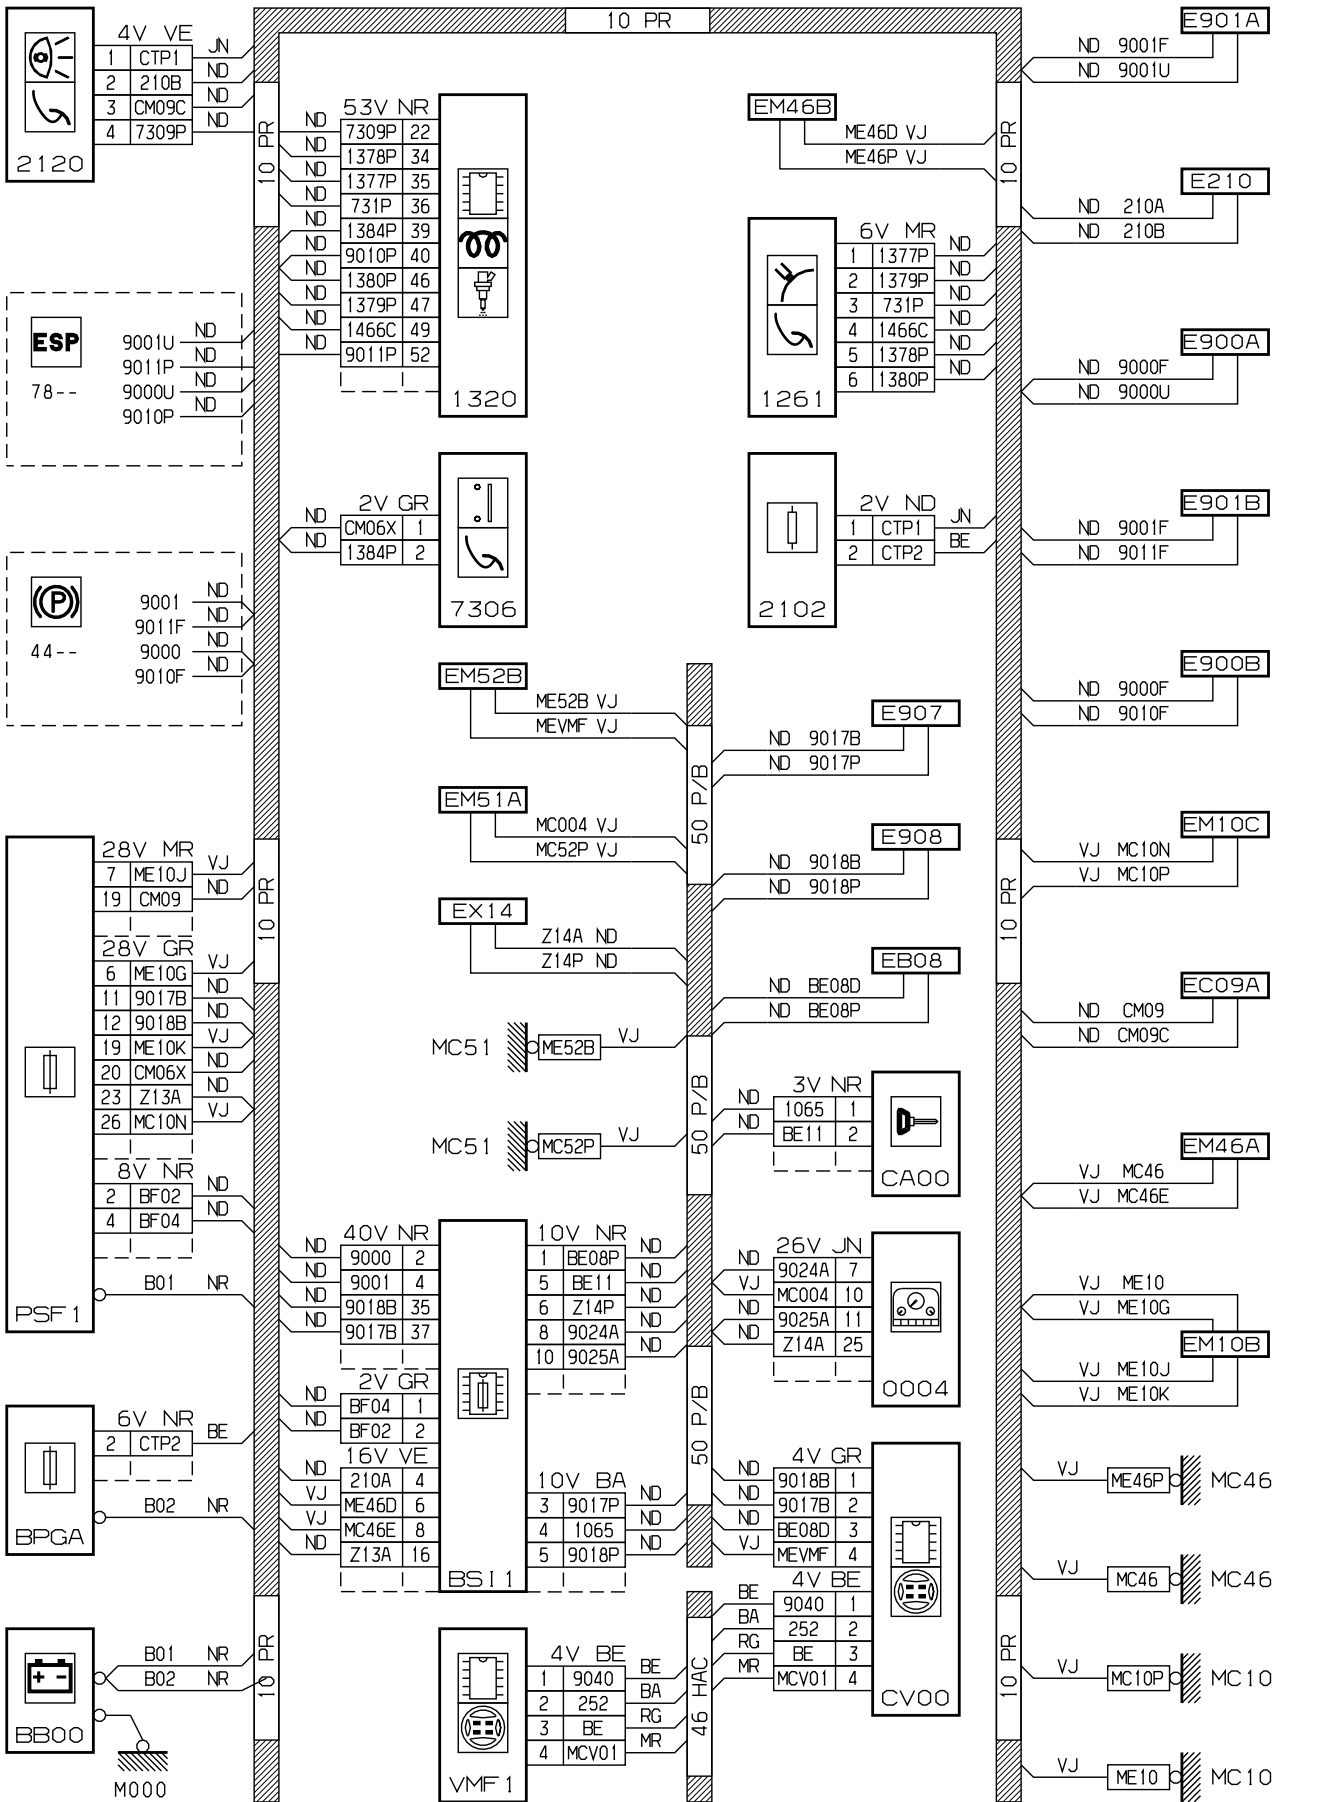 10 PR
2120
4V VE
1 CTP1 JN
2 210B ND
3 CM09C ND
4 7309P ND
10 PR
ESP
78--
9001U ND
9011P ND
9000U ND
9010P ND
P
44--
9001 ND
9011F ND
9000 ND
9010F ND
PSF1
28V MR
7 ME10J VJ
19 CM09 ND
28V GR
6 ME10G VJ
11 9017B ND
12 9018B ND
19 ME10K VJ
20 CM06X ND
23 Z13A ND
26 MC10N VJ
8V NR
2 BF02 ND
4 BF04 ND
B01 NR
10 PR
BPGA
6V NR
2 CTP2 BE
B02 NR
BB00
+ -
B01 NR
B02 NR
M000
10 PR
53V NR
ND 7309P 22
ND 1378P 34
ND 1377P 35
ND 731P 36
ND 1384P 39
ND 9010P 40
ND 1380P 46
ND 1379P 47
ND 1466C 49
ND 9011P 52
1320
2V GR
ND CM06X 1
ND 1384P 2
7306
EM52B
ME52B VJ
MEVMF VJ
EM51A
MC004 VJ
MC52P VJ
EX14
Z14A ND
Z14P ND
MC51 ME52B VJ
MC51 MC52P VJ
40V NR
ND 9000 2
ND 9001 4
ND 9018B 35
ND 9017B 37
2V GR
ND BF04 1
ND BF02 2
16V VE
ND 210A 4
VJ ME46D 6
VJ MC46E 8
ND Z13A 16
BSI1
10V NR
1 BE08P ND
5 BE11 ND
6 Z14P ND
8 9024A ND
10 9025A ND
10V BA
3 9017P ND
4 1065 ND
5 9018P ND
VMF1
4V BE
1 9040 BE
2 252 BA
3 BE RG
4 MCV01 MR
50 P/B
50 P/B
50 P/B
46 HAC
EM46B
ME46D VJ
ME46P VJ
1261
6V MR
1 1377P ND
2 1379P ND
3 731P ND
4 1466C ND
5 1378P ND
6 1380P ND
2102
2V ND
1 CTP1 JN
2 CTP2 BE
E907
ND 9017B
ND 9017P
E908
ND 9018B
ND 9018P
EB08
ND BE08D
ND BE08P
3V NR
ND 1065 1
ND BE11 2
CA00
26V JN
ND 9024A 7
VJ MC004 10
ND 9025A 11
ND Z14A 25
0004
4V GR
ND 9018B 1
ND 9017B 2
ND BE08D 3
VJ MEVMF 4
4V BE
BE 9040 1
BA 252 2
RG BE 3
MR MCV01 4
CV00
10 PR
10 PR
10 PR
E901A
ND 9001F
ND 9001U
E210
ND 210A
ND 210B
E900A
ND 9000F
ND 9000U
E901B
ND 9001F
ND 9011F
E900B
ND 9000F
ND 9010F
EM10C
VJ MC10N
VJ MC10P
EC09A
ND CM09
ND CM09C
EM46A
VJ MC46
VJ MC46E
VJ ME10
VJ ME10G
EM10B
VJ ME10J
VJ ME10K
VJ ME46P MC46
VJ MC46 MC46
VJ MC10P MC10
VJ ME10 MC10